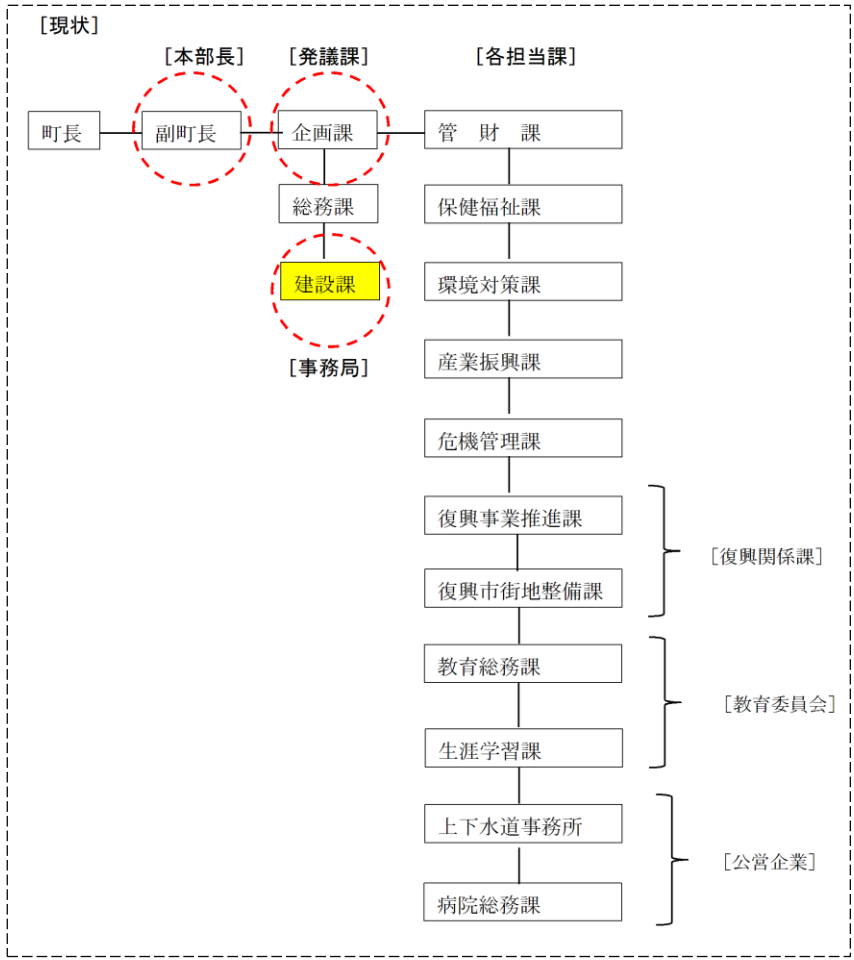 [現状]
[本部長]
[発議課]
[各担当課]
町長
副町長
企画課
管　財　課
総務課
保健福祉課
建設課
環境対策課
[事務局]
産業振興課
危機管理課
復興事業推進課
[復興関係課]
復興市街地整備課
教育総務課
[教育委員会]
生涯学習課
上下水道事務所
[公営企業]
病院総務課